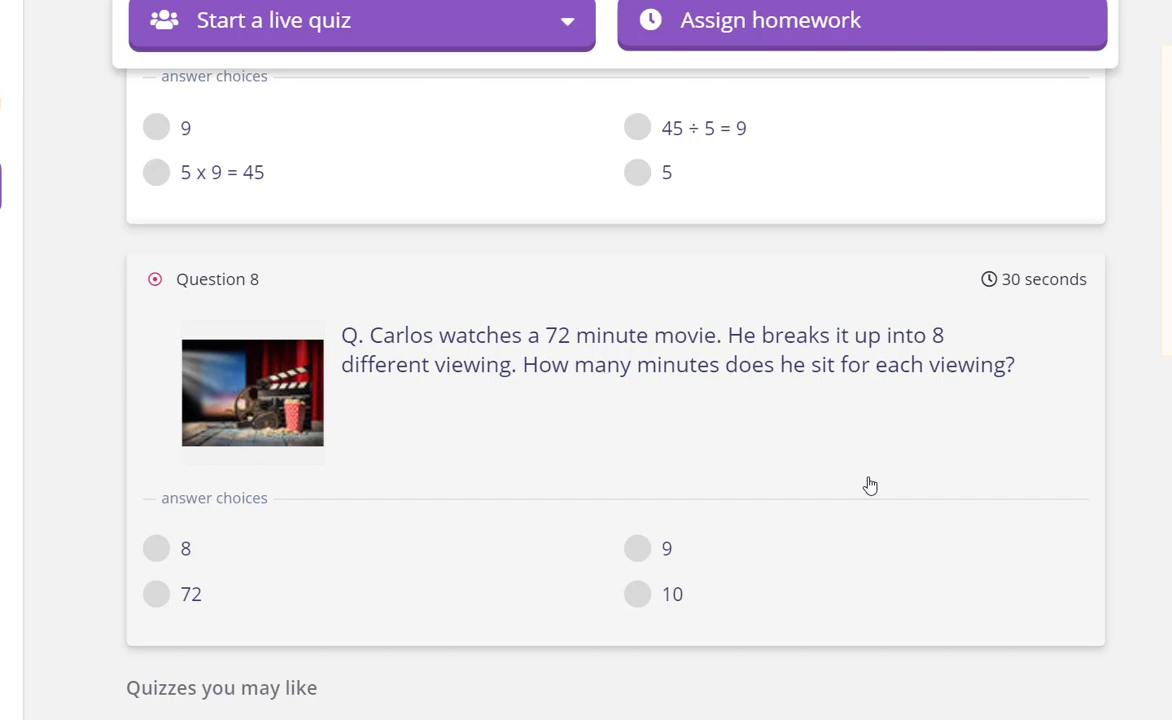 Start a live quiz
Assign homework
answer choices
9
45 ÷ 5 = 9
5 x 9 = 45
5
Question 8
30 seconds
Q. Carlos watches a 72 minute movie. He breaks it up into 8
different viewing. How many minutes does he sit for each viewing?
answer choices
8
9
72
10
Quizzes you may like